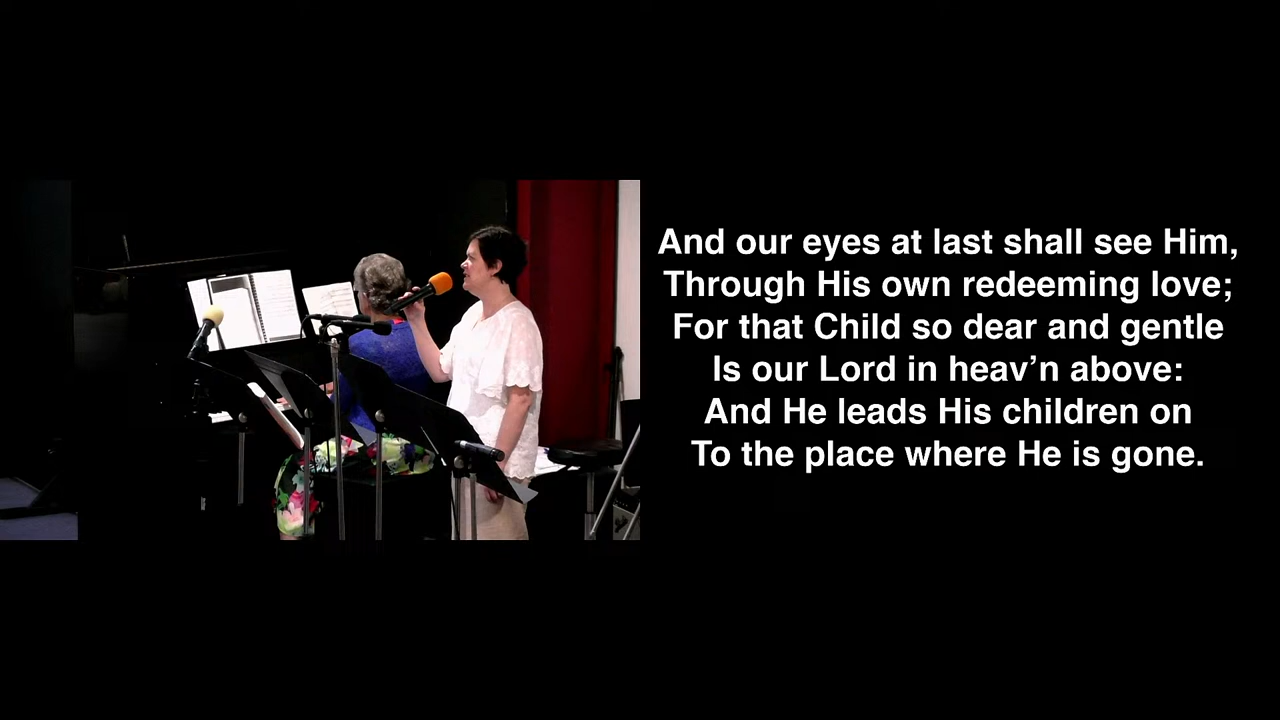 And our eyes at last shall see Him,
Through His own redeeming love;
For that Child so dear and gentle
Is our Lord in heav’n above:
And He leads His children on
To the place where He is gone.